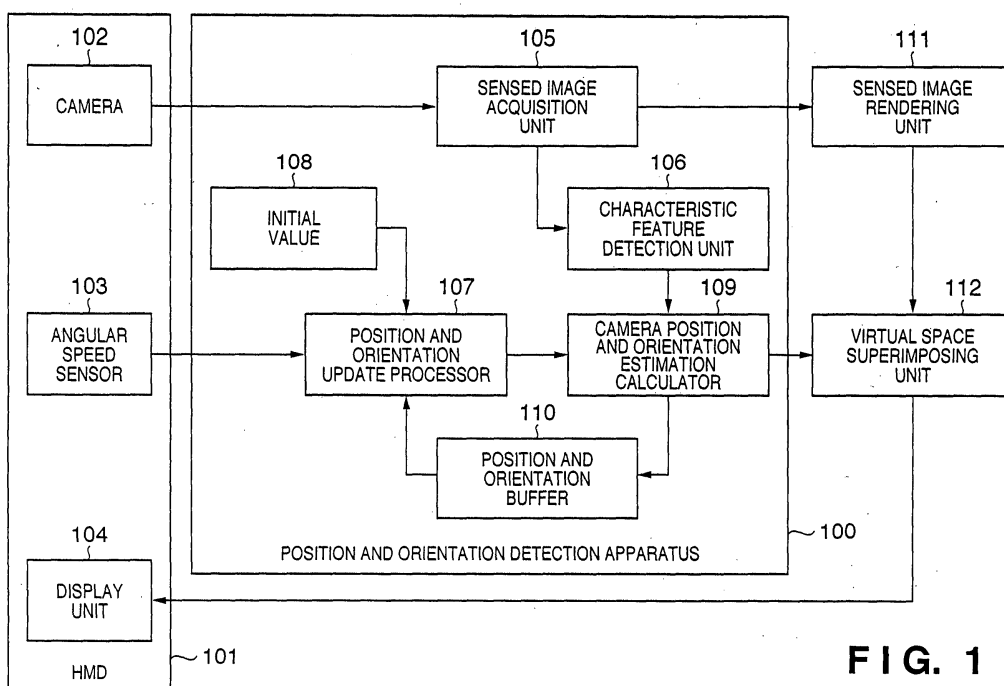 102
CAMERA
105
SENSED IMAGE
ACQUISITION
UNIT
111
SENSED IMAGE
RENDERING
UNIT
108
INITIAL
VALUE
106
CHARACTERISTIC
FEATURE
DETECTION UNIT
103
ANGULAR
SPEED
SENSOR
107
POSITION AND
ORIENTATION
UPDATE PROCESSOR
109
CAMERA POSITION
AND ORIENTATION
ESTIMATION
CALCULATOR
112
VIRTUAL SPACE
SUPERIMPOSING
UNIT
110
POSITION AND
ORIENTATION
BUFFER
100
POSITION AND ORIENTATION DETECTION APPARATUS
104
DISPLAY
UNIT
101
HMD
FIG. 1